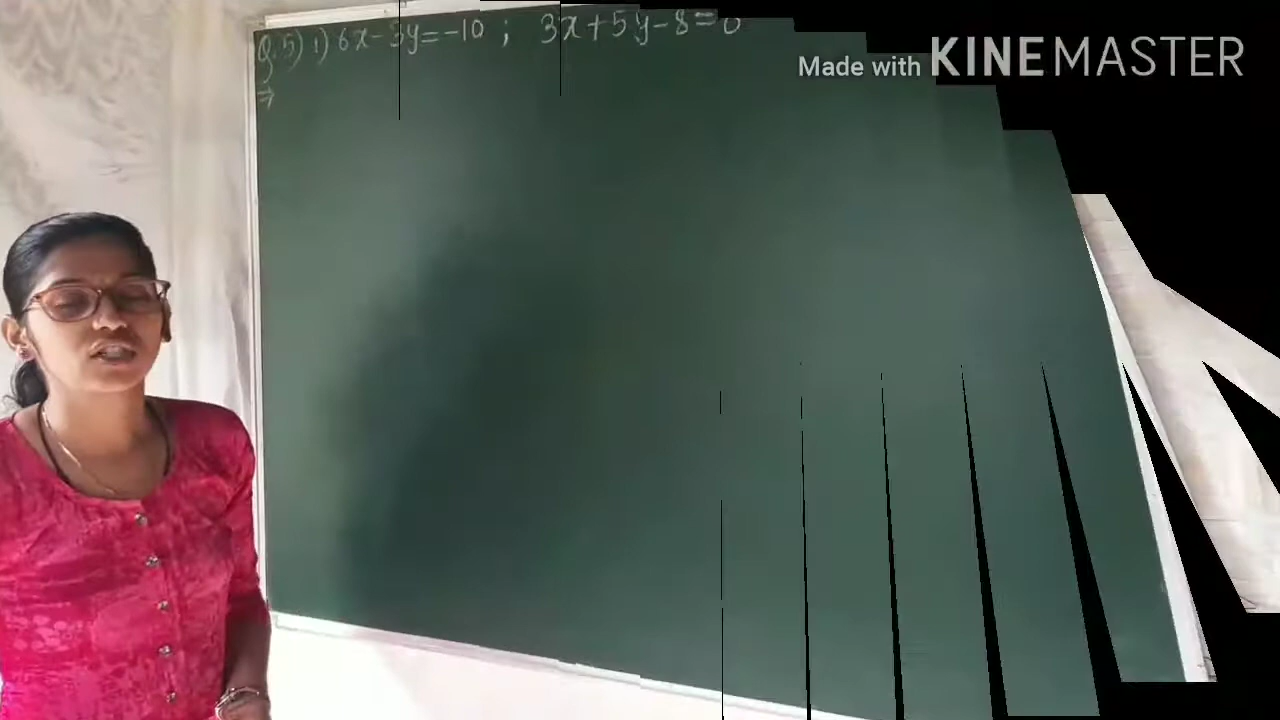 Q.5) 1) 6x-3y=-10 ; 3x+5y-8=0
⇒
Made with KINEMASTER